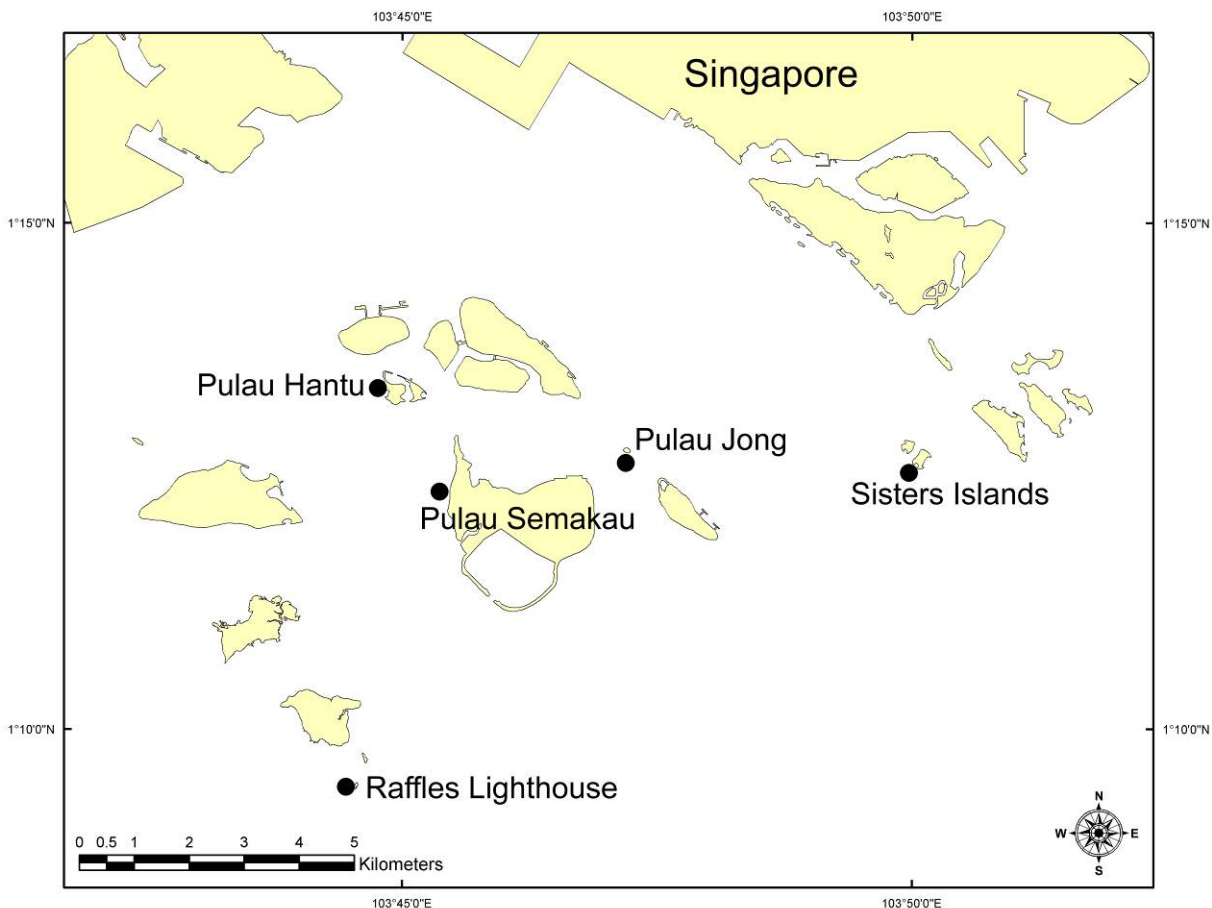 103°45'0"E
103°50'0"E
Singapore
1°15'0"N
1°15'0"N
Pulau Hantu
Pulau Jong
Sisters Islands
Pulau Semakau
1°10'0"N
1°10'0"N
Raffles Lighthouse
N
W
E
S
0 0.5 1 2 3 4 5
Kilometers
103°45'0"E
103°50'0"E